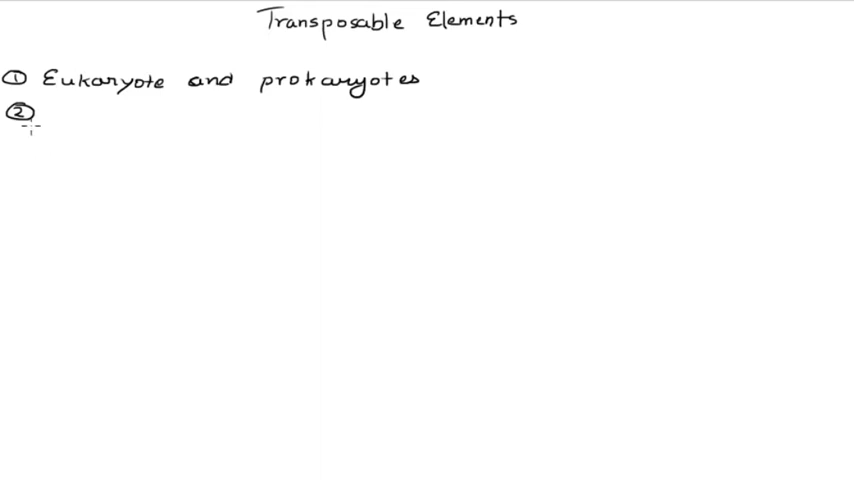 Transposable Elements
① Eukaryote and prokaryotes
②